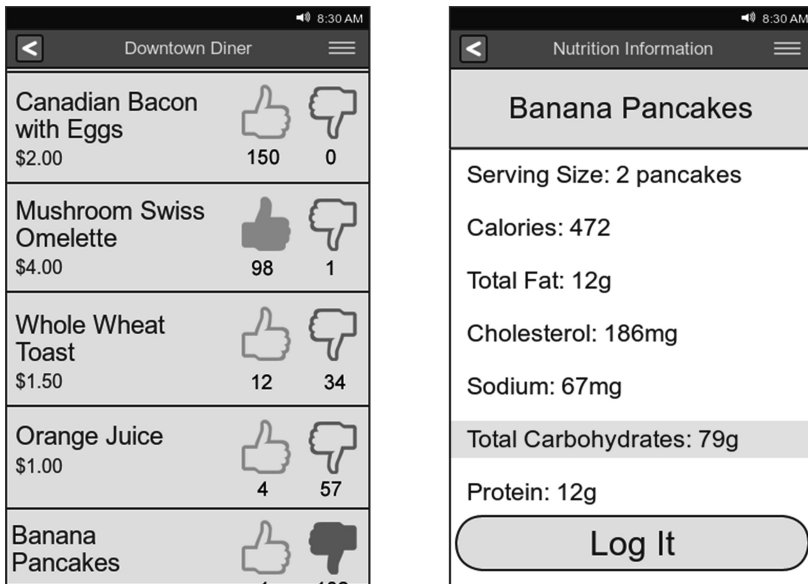 8:30 AM
Downtown Diner
Canadian Bacon
with Eggs
$2.00
150 0
Mushroom Swiss
Omelette
$4.00
98 1
Whole Wheat
Toast
$1.50
12 34
Orange Juice
$1.00
4 57
Banana
Pancakes
8:30 AM
Nutrition Information
Banana Pancakes
Serving Size: 2 pancakes
Calories: 472
Total Fat: 12g
Cholesterol: 186mg
Sodium: 67mg
Total Carbohydrates: 79g
Protein: 12g
Log It